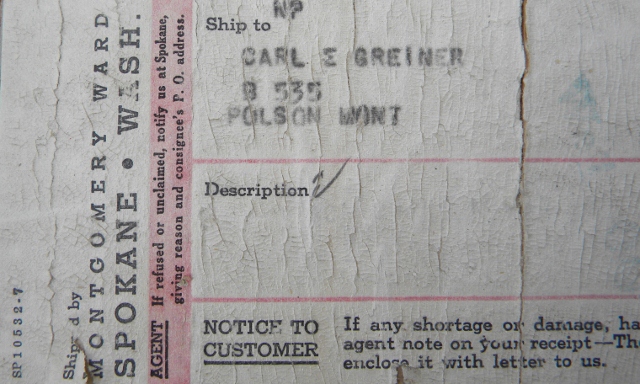 SP10532-7
Shipped by
MONTGOMERY WARD
SPOKANE • WASH.
AGENT If refused or unclaimed, notify us at Spokane,
giving reason and consignee's P. O. address.
NP
Ship to
CARL E GREINER
B 535
POLSON MONT
Description
NOTICE TO
CUSTOMER
If any shortage or damage, ha
agent note on your receipt—The
enclose it with letter to us.